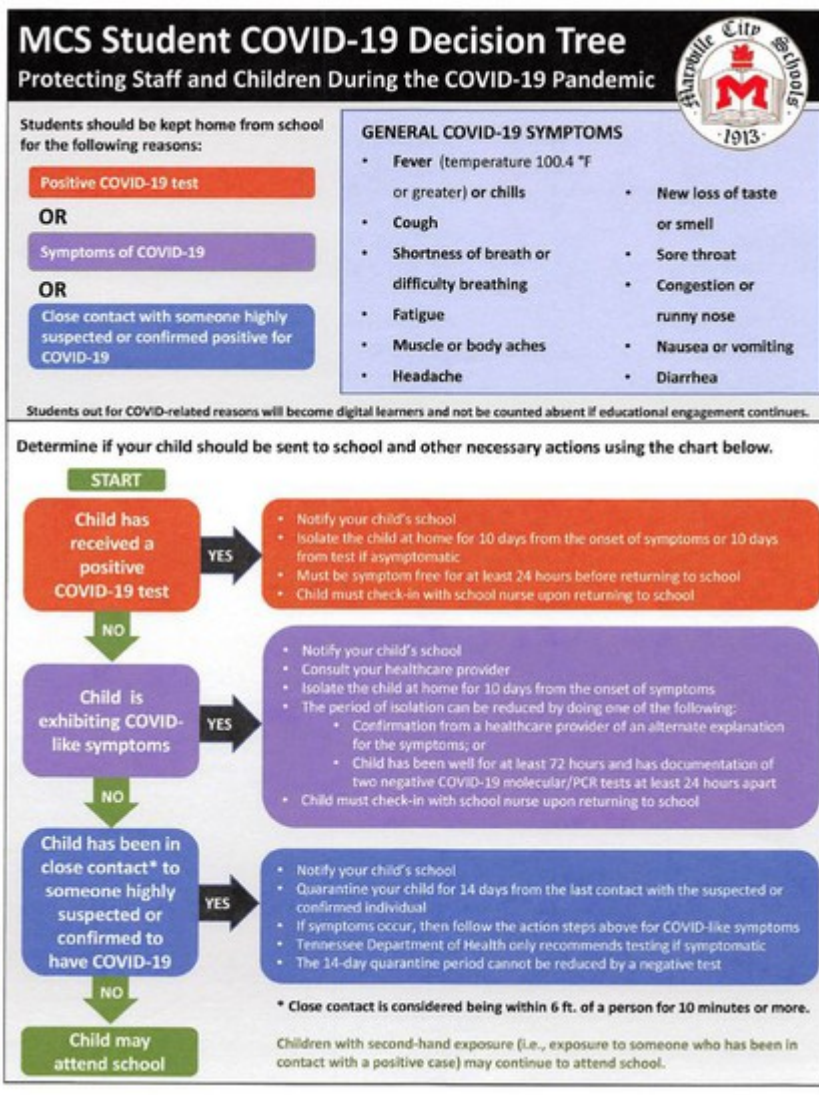 MCS Student COVID-19 Decision Tree
Protecting Staff and Children During the COVID-19 Pandemic
Maryville City Schools
M
·1913·
Students should be kept home from school
for the following reasons:
Positive COVID-19 test
OR
Symptoms of COVID-19
OR
Close contact with someone highly
suspected or confirmed positive for
COVID-19
GENERAL COVID-19 SYMPTOMS
• Fever (temperature 100.4 °F
or greater) or chills
• Cough
• Shortness of breath or
difficulty breathing
• Fatigue
• Muscle or body aches
• Headache
• New loss of taste
or smell
• Sore throat
• Congestion or
runny nose
• Nausea or vomiting
• Diarrhea
Students out for COVID-related reasons will become digital learners and not be counted absent if educational engagement continues.
Determine if your child should be sent to school and other necessary actions using the chart below.
START
Child has
received a
positive
COVID-19 test
YES
• Notify your child's school
• Isolate the child at home for 10 days from the onset of symptoms or 10 days
from test if asymptomatic
• Must be symptom free for at least 24 hours before returning to school
• Child must check-in with school nurse upon returning to school
NO
Child is
exhibiting COVID-
like symptoms
YES
• Notify your child's school
• Consult your healthcare provider
• Isolate the child at home for 10 days from the onset of symptoms
• The period of isolation can be reduced by doing one of the following:
• Confirmation from a healthcare provider of an alternate explanation
for the symptoms; or
• Child has been well for at least 72 hours and has documentation of
two negative COVID-19 molecular/PCR tests at least 24 hours apart
• Child must check-in with school nurse upon returning to school
NO
Child has been in
close contact* to
someone highly
suspected or
confirmed to
have COVID-19
YES
• Notify your child's school
• Quarantine your child for 14 days from the last contact with the suspected or
confirmed individual
• If symptoms occur, then follow the action steps above for COVID-like symptoms
• Tennessee Department of Health only recommends testing if symptomatic
• The 14-day quarantine period cannot be reduced by a negative test
NO
* Close contact is considered being within 6 ft. of a person for 10 minutes or more.
Child may
attend school
Children with second-hand exposure (i.e., exposure to someone who has been in
contact with a positive case) may continue to attend school.